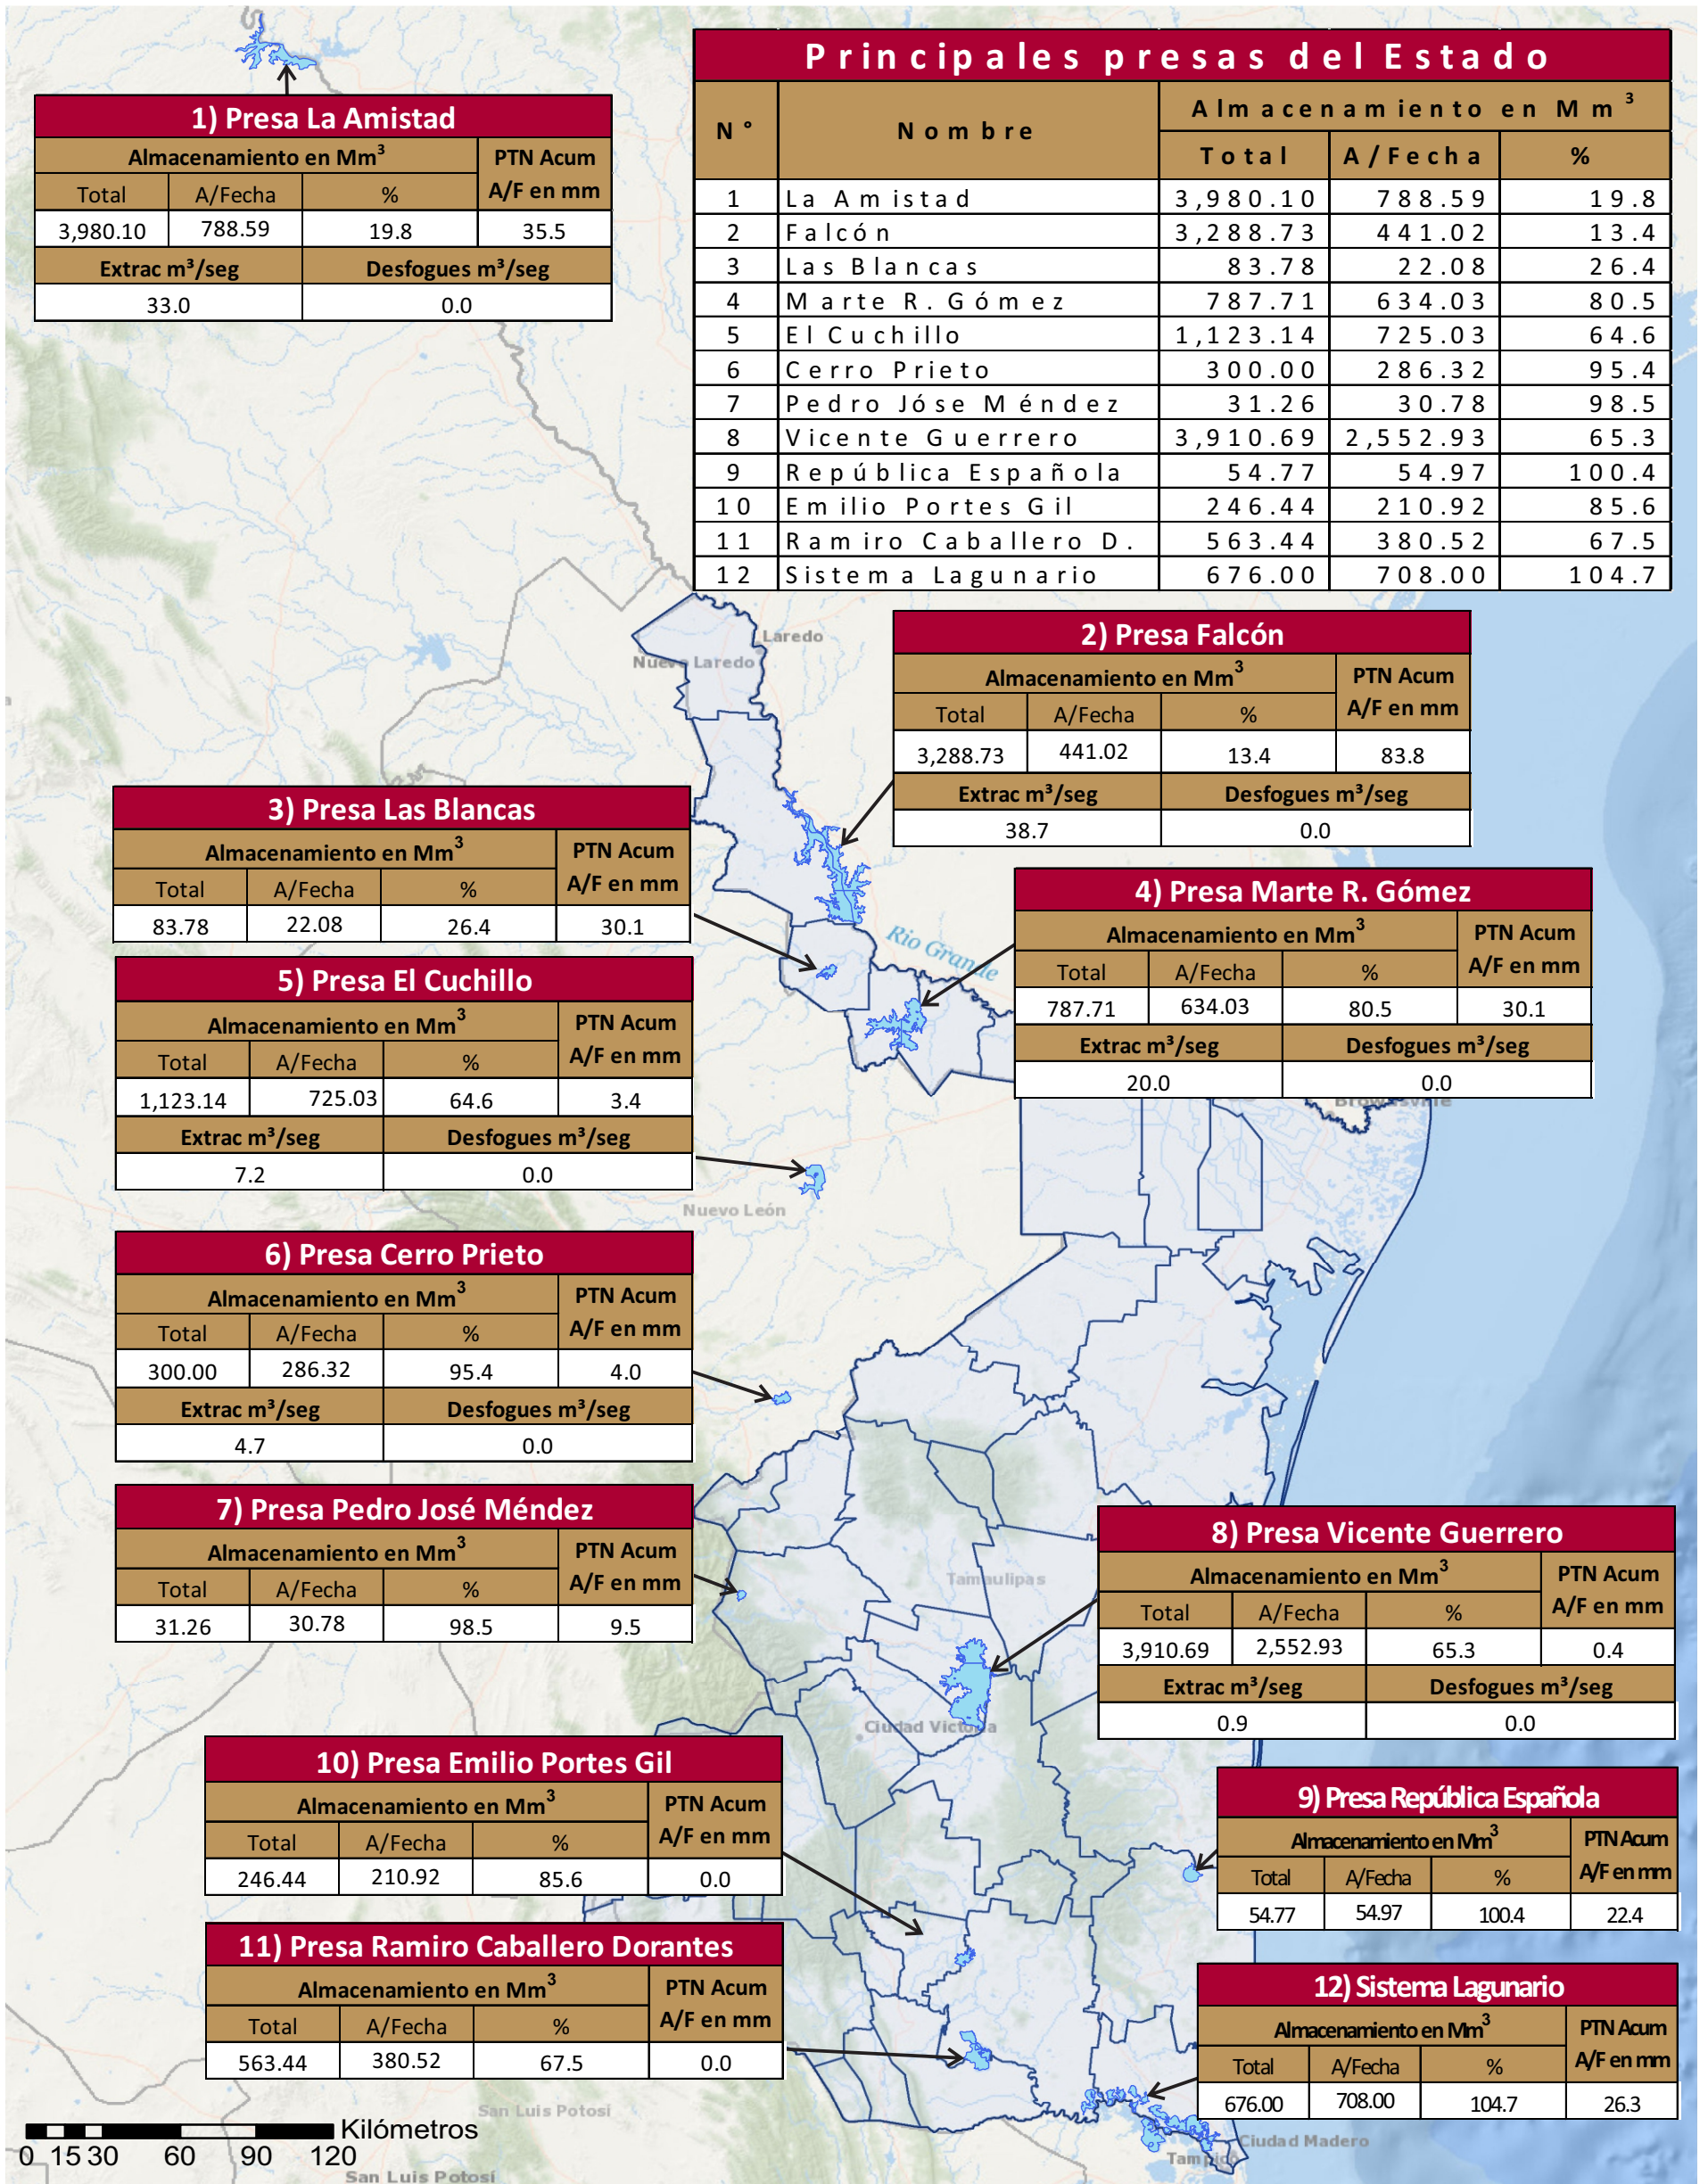 Principales presas del Estado
N° Nombre Almacenamiento en Mm³
Total A/Fecha %
1 La Amistad 3,980.10 788.59 19.8
2 Falcón 3,288.73 441.02 13.4
3 Las Blancas 83.78 22.08 26.4
4 Marte R. Gómez 787.71 634.03 80.5
5 El Cuchillo 1,123.14 725.03 64.6
6 Cerro Prieto 300.00 286.32 95.4
7 Pedro Jóse Méndez 31.26 30.78 98.5
8 Vicente Guerrero 3,910.69 2,552.93 65.3
9 República Española 54.77 54.97 100.4
10 Emilio Portes Gil 246.44 210.92 85.6
11 Ramiro Caballero D. 563.44 380.52 67.5
12 Sistema Lagunario 676.00 708.00 104.7
1) Presa La Amistad
Almacenamiento en Mm³ PTN Acum
Total A/Fecha % A/F en mm
3,980.10 788.59 19.8 35.5
Extrac m³/seg Desfogues m³/seg
33.0 0.0
Laredo
Nuevo Laredo
2) Presa Falcón
Almacenamiento en Mm³ PTN Acum
Total A/Fecha % A/F en mm
3,288.73 441.02 13.4 83.8
Extrac m³/seg Desfogues m³/seg
38.7 0.0
3) Presa Las Blancas
Almacenamiento en Mm³ PTN Acum
Total A/Fecha % A/F en mm
83.78 22.08 26.4 30.1
Rio Grande
4) Presa Marte R. Gómez
Almacenamiento en Mm³ PTN Acum
Total A/Fecha % A/F en mm
787.71 634.03 80.5 30.1
Extrac m³/seg Desfogues m³/seg
20.0 0.0
Brownsville
5) Presa El Cuchillo
Almacenamiento en Mm³ PTN Acum
Total A/Fecha % A/F en mm
1,123.14 725.03 64.6 3.4
Extrac m³/seg Desfogues m³/seg
7.2 0.0
Nuevo León
6) Presa Cerro Prieto
Almacenamiento en Mm³ PTN Acum
Total A/Fecha % A/F en mm
300.00 286.32 95.4 4.0
Extrac m³/seg Desfogues m³/seg
4.7 0.0
7) Presa Pedro José Méndez
Almacenamiento en Mm³ PTN Acum
Total A/Fecha % A/F en mm
31.26 30.78 98.5 9.5
Tamaulipas
8) Presa Vicente Guerrero
Almacenamiento en Mm³ PTN Acum
Total A/Fecha % A/F en mm
3,910.69 2,552.93 65.3 0.4
Extrac m³/seg Desfogues m³/seg
0.9 0.0
Ciudad Victoria
10) Presa Emilio Portes Gil
Almacenamiento en Mm³ PTN Acum
Total A/Fecha % A/F en mm
246.44 210.92 85.6 0.0
9) Presa República Española
Almacenamiento en Mm³ PTN Acum
Total A/Fecha % A/F en mm
54.77 54.97 100.4 22.4
11) Presa Ramiro Caballero Dorantes
Almacenamiento en Mm³ PTN Acum
Total A/Fecha % A/F en mm
563.44 380.52 67.5 0.0
12) Sistema Lagunario
Almacenamiento en Mm³ PTN Acum
Total A/Fecha % A/F en mm
676.00 708.00 104.7 26.3
San Luis Potosí
Kilómetros
0 15 30 60 90 120
San Luis Potosí
Ciudad Madero
Tampico